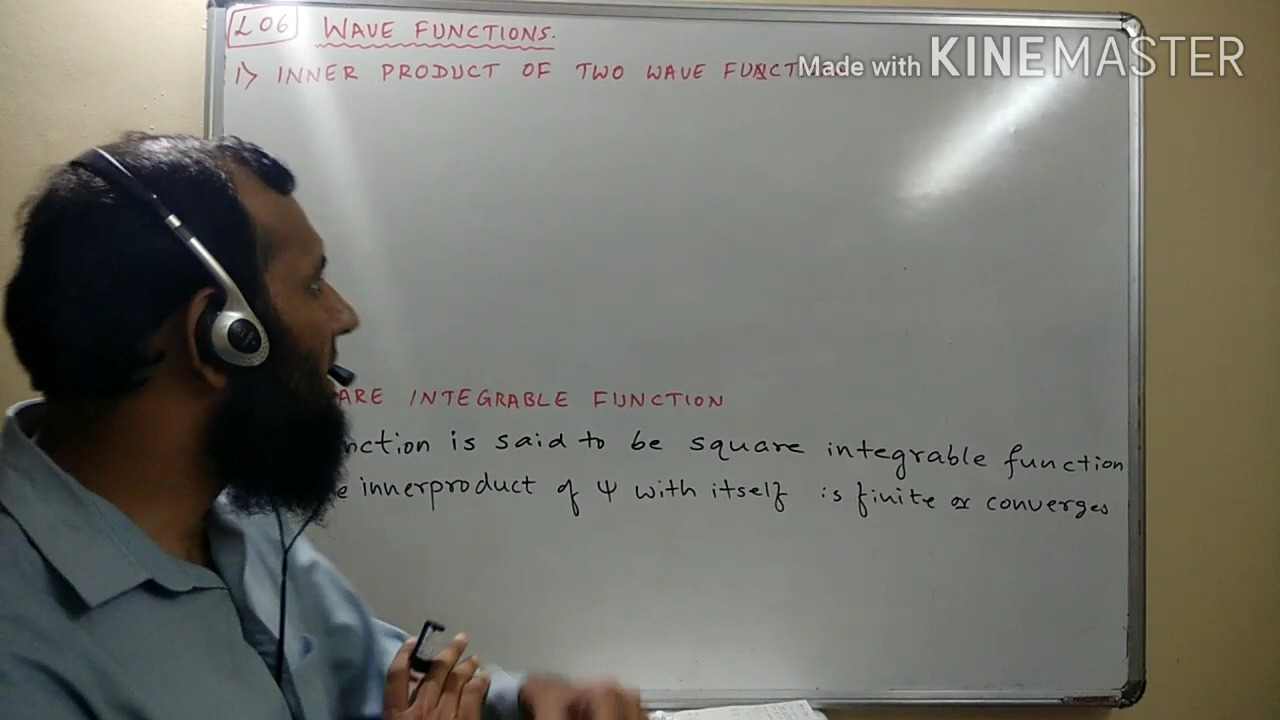 L06 WAVE FUNCTIONS.
Made with KINEMASTER
1> INNER PRODUCT OF TWO WAVE
ARE INTEGRABLE FUNCTION
nction is said to be square integrable function
e innerproduct of ψ with itself is finite or converges